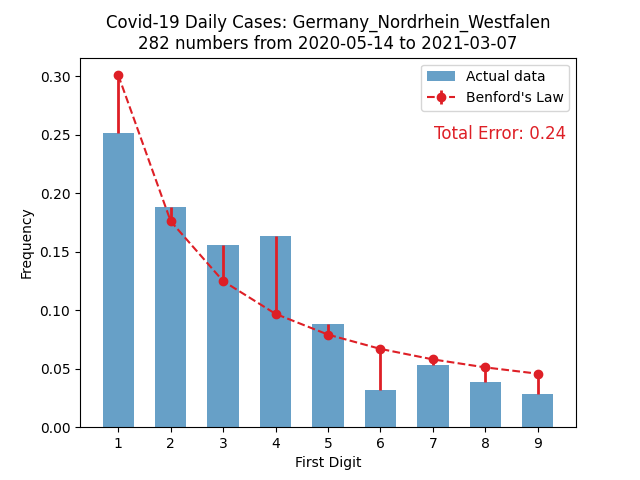 Covid-19 Daily Cases: Germany_Nordrhein_Westfalen
282 numbers from 2020-05-14 to 2021-03-07
Actual data
Benford's Law
Total Error: 0.24
Frequency
0.30
0.25
0.20
0.15
0.10
0.05
0.00
1 2 3 4 5 6 7 8 9
First Digit